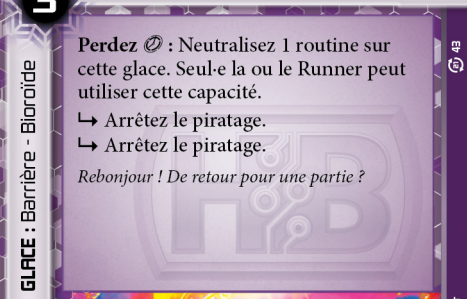 Perdez : Neutralisez 1 routine sur
cette glace. Seul·e la ou le Runner peut
utiliser cette capacité.
↳ Arrêtez le piratage.
↳ Arrêtez le piratage.
Rebonjour ! De retour pour une partie ?
GLACE : Barrière - Bioroïde
43
HB